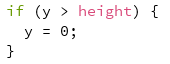 if (y > height) {
  y = 0;
}